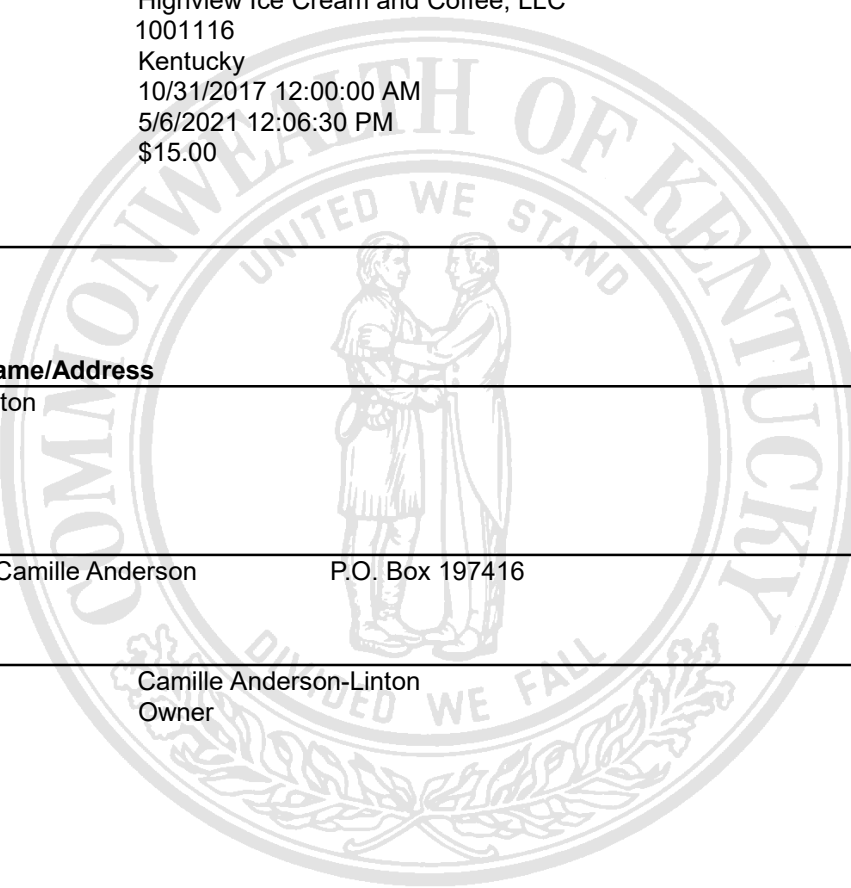 Highview Ice Cream and Coffee, LLC
1001116
Kentucky
10/31/2017 12:00:00 AM
5/6/2021 12:06:30 PM
$15.00
COMMONWEALTH OF KENTUCKY
UNITED WE STAND
ame/Address
ton
Camille Anderson P.O. Box 197416
DIVIDED WE FALL
Camille Anderson-Linton
Owner